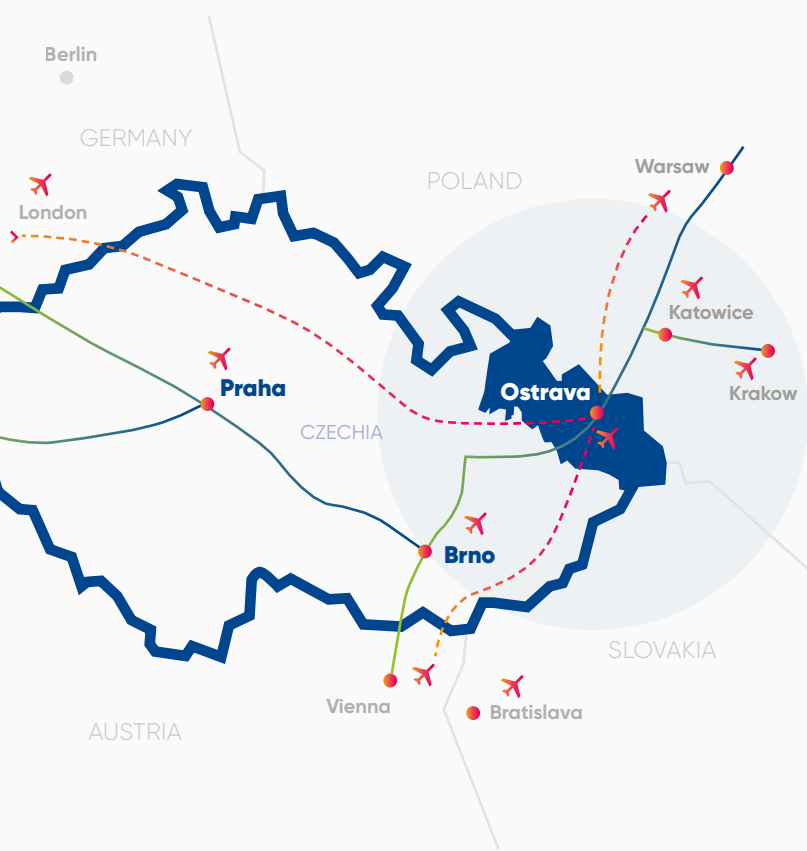 Berlin
GERMANY
Warsaw
POLAND
London
Katowice
Praha
Ostrava
Krakow
CZECHIA
Brno
SLOVAKIA
Vienna
Bratislava
AUSTRIA